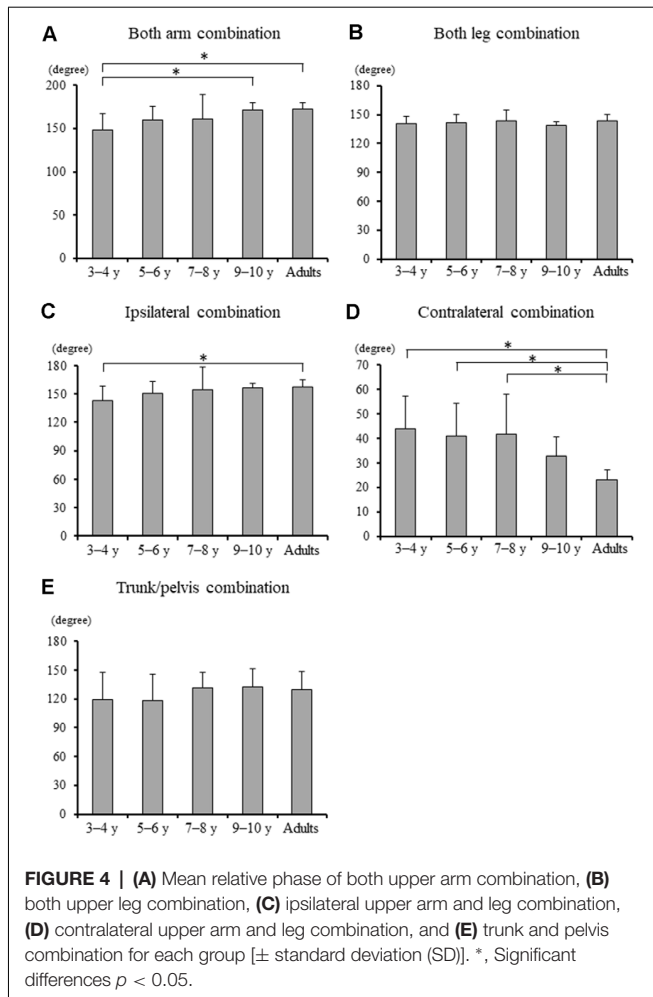 A
Both arm combination
(degree)
*
*
200
150
100
50
0
3–4 y 5–6 y 7–8 y 9–10 y Adults
B
Both leg combination
(degree)
180
150
120
90
60
30
0
3–4 y 5–6 y 7–8 y 9–10 y Adults
C
Ipsilateral combination
(degree)
*
180
150
120
90
60
30
0
3–4 y 5–6 y 7–8 y 9–10 y Adults
D
Contralateral combination
(degree)
*
*
*
70
60
50
40
30
20
10
0
3–4 y 5–6 y 7–8 y 9–10 y Adults
E
Trunk/pelvis combination
(degree)
180
150
120
90
60
30
0
3–4 y 5–6 y 7–8 y 9–10 y Adults
FIGURE 4 | (A) Mean relative phase of both upper arm combination, (B)
both upper leg combination, (C) ipsilateral upper arm and leg combination,
(D) contralateral upper arm and leg combination, and (E) trunk and pelvis
combination for each group [± standard deviation (SD)]. *, Significant
differences p < 0.05.